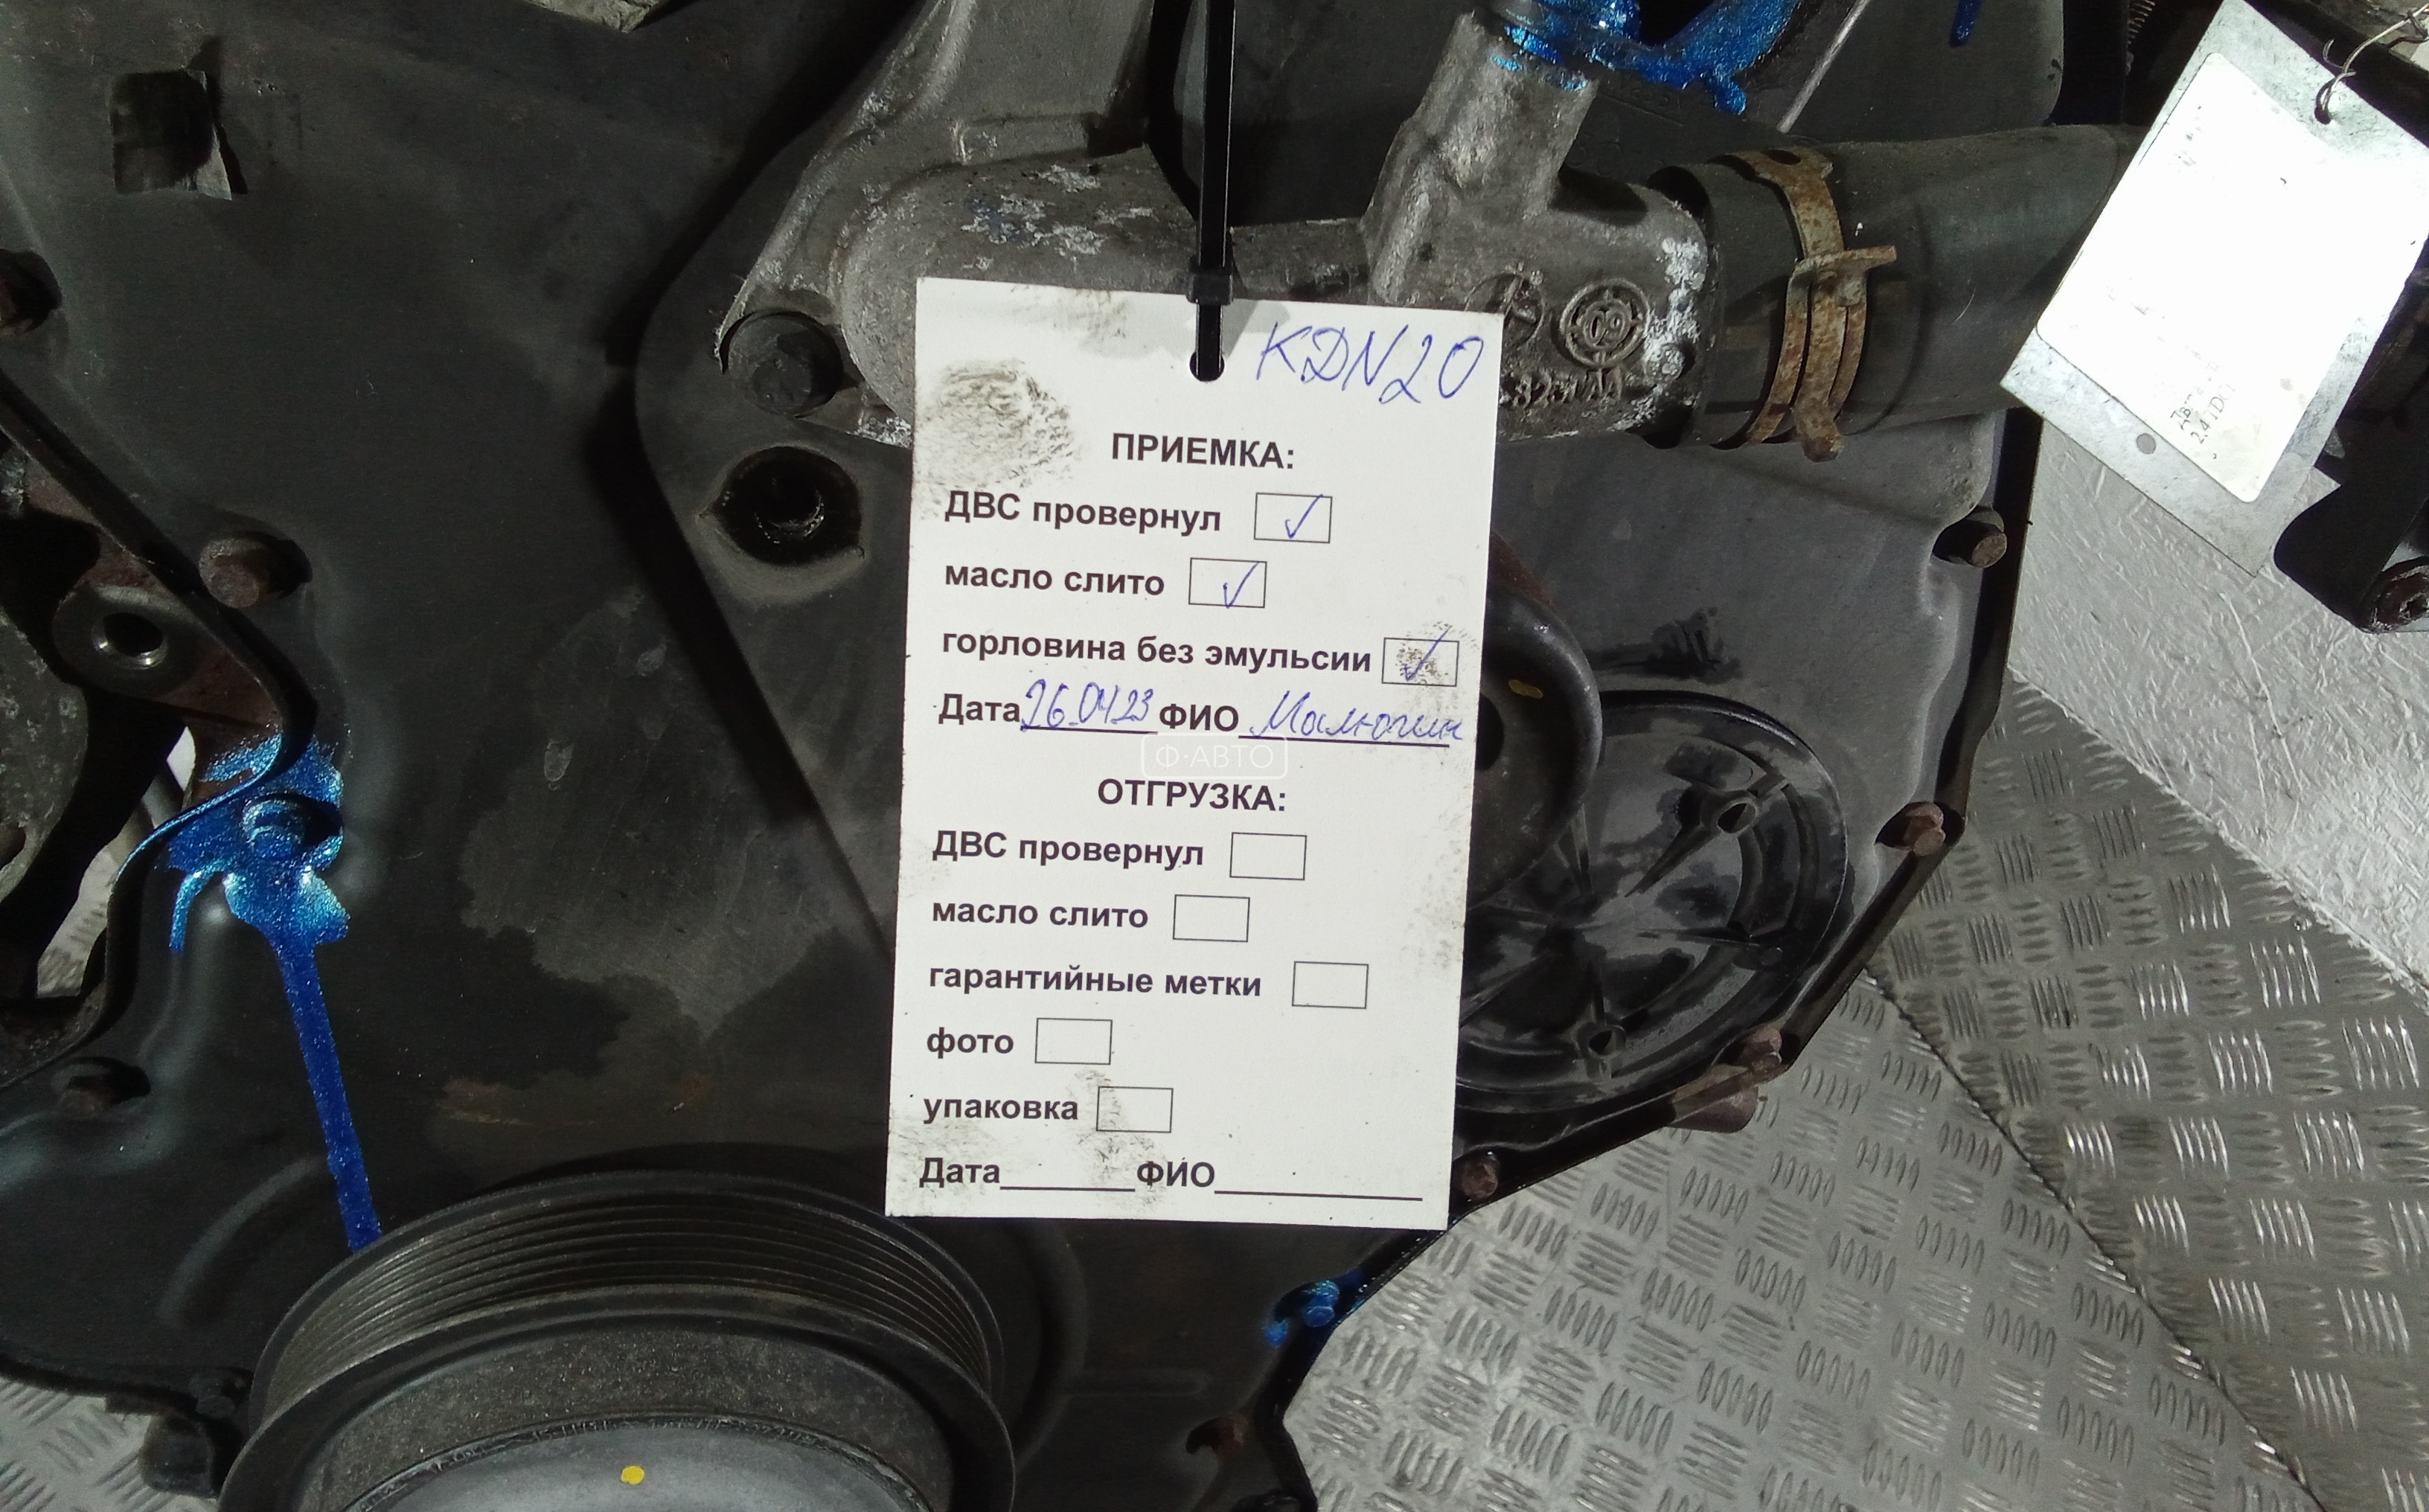 KDN20
ПРИЕМКА:
ДВС провернул ✓
масло слито ✓
горловина без эмульсии ✓
Дата 26.04.23 ФИО Малюгин
Ф·АВТО
ОТГРУЗКА:
ДВС провернул
масло слито
гарантийные метки
фото
упаковка
Дата ФИО